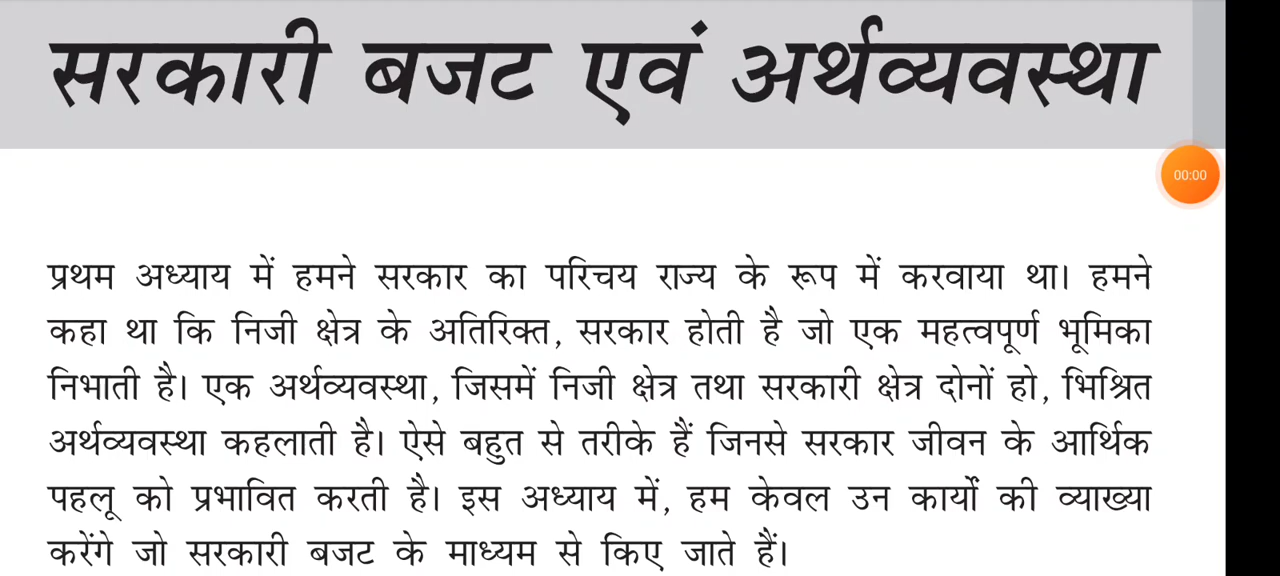 सरकारी बजट एवं अर्थव्यवस्था
00:00
प्रथम अध्याय में हमने सरकार का परिचय राज्य के रूप में करवाया था। हमने
कहा था कि निजी क्षेत्र के अतिरिक्त, सरकार होती है जो एक महत्वपूर्ण भूमिका
निभाती है। एक अर्थव्यवस्था, जिसमें निजी क्षेत्र तथा सरकारी क्षेत्र दोनों हो, भिश्रित
अर्थव्यवस्था कहलाती है। ऐसे बहुत से तरीके हैं जिनसे सरकार जीवन के आर्थिक
पहलू को प्रभावित करती है। इस अध्याय में, हम केवल उन कार्यों की व्याख्या
करेंगे जो सरकारी बजट के माध्यम से किए जाते हैं।